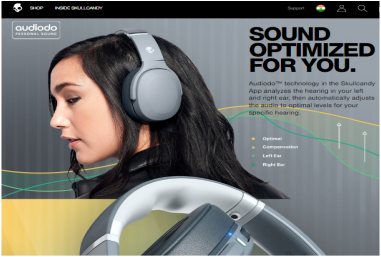 SHOP INSIDE SKULLCANDY Support
audiodo
PERSONAL SOUND
SOUND
OPTIMIZED
FOR YOU.
Audiodo™ technology in the Skullcandy
App analyzes the hearing in your left
and right ear, then automatically adjusts
the audio to optimal levels for your
specific hearing.
Optimal
Compensation
Left Ear
Right Ear